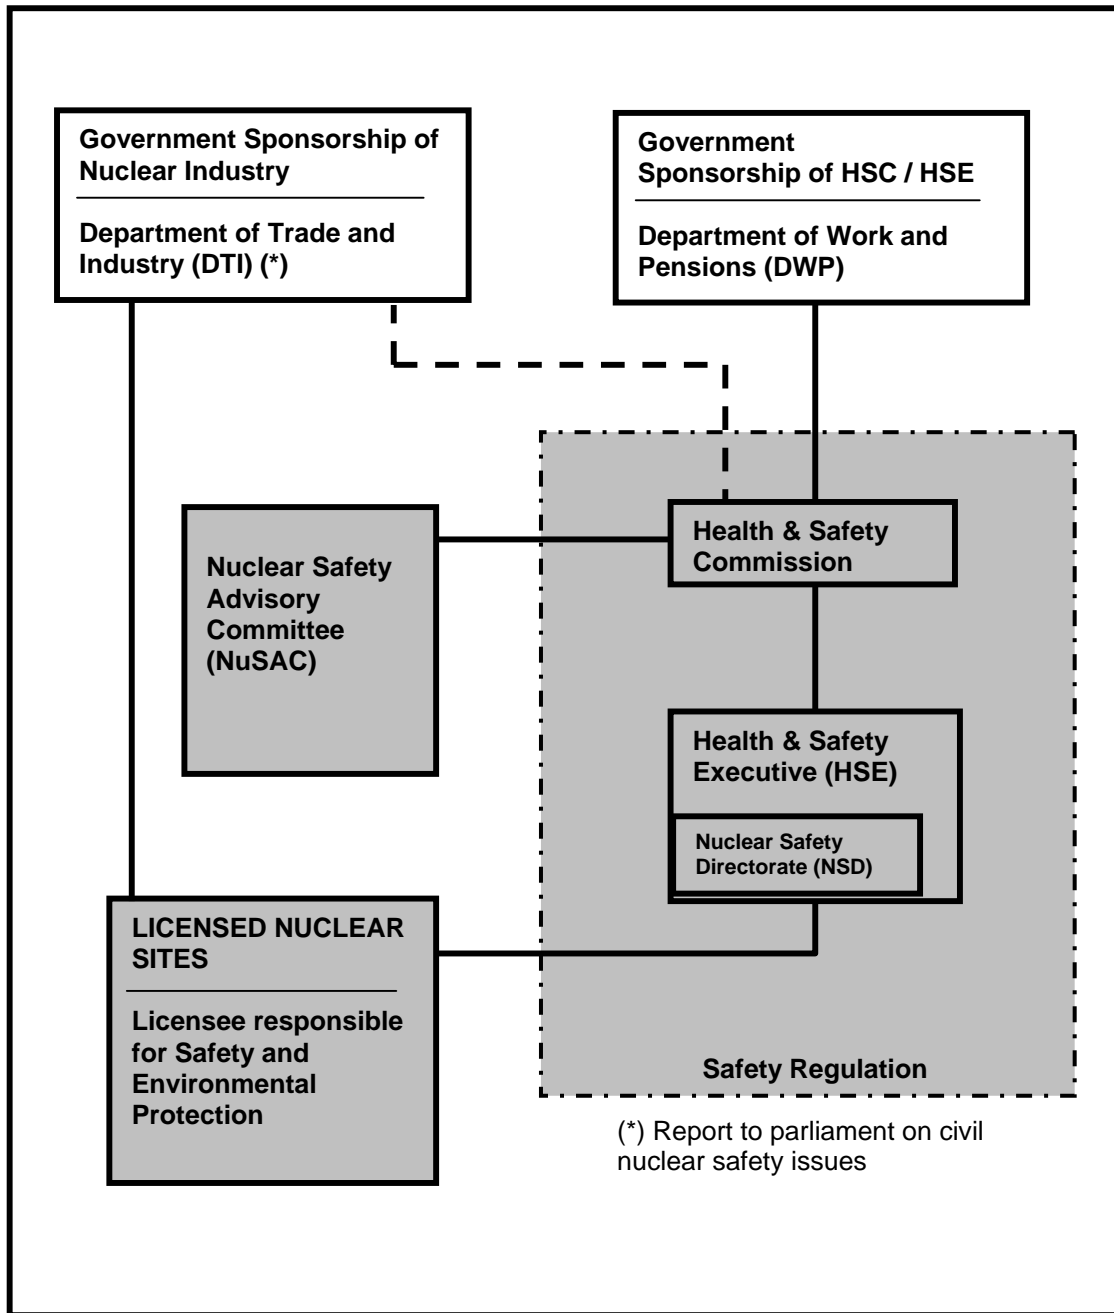 Government Sponsorship of
Nuclear Industry
Department of Trade and
Industry (DTI) (*)
Government
Sponsorship of HSC / HSE
Department of Work and
Pensions (DWP)
Nuclear Safety
Advisory
Committee
(NuSAC)
Health & Safety
Commission
Health & Safety
Executive (HSE)
Nuclear Safety
Directorate (NSD)
LICENSED NUCLEAR
SITES
Licensee responsible
for Safety and
Environmental
Protection
Safety Regulation
(*) Report to parliament on civil
nuclear safety issues